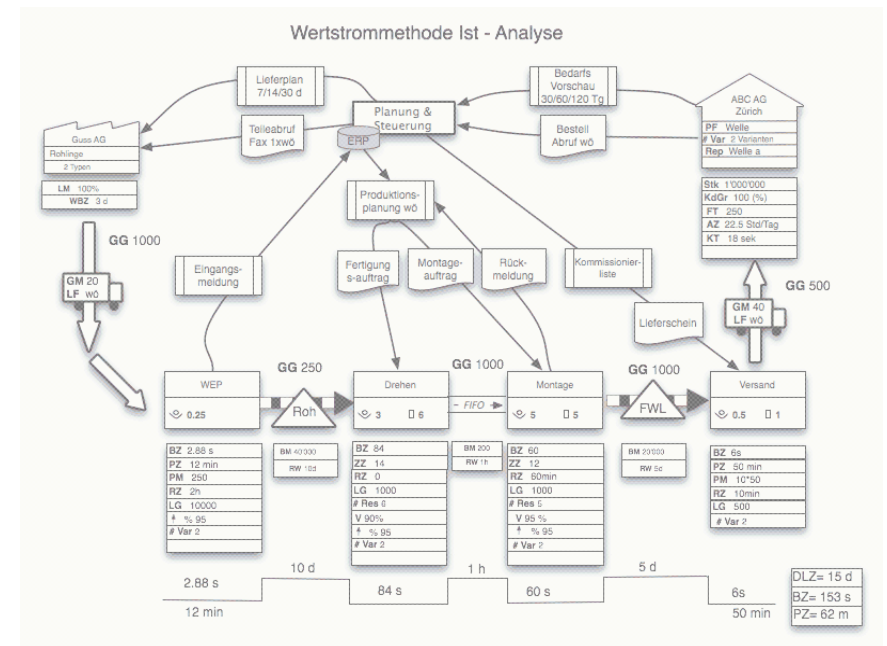 Wertstrommethode Ist - Analyse
Lieferplan
7/14/30 d
Bedarfs
Vorschau
30/60/120 Tg
Planung &
Steuerung
ERP
Teileabruf
Fax 1xwö
Bestell
Abruf wö
ABC AG
Zürich
PF Welle
# Var 2 Varianten
Rep Welle a
Guss AG
Rohlinge
2 Typen
LM 100%
WBZ 3 d
Stk 1'000'000
KdGr 100 (%)
FT 250
AZ 22.5 Std/Tag
KT 18 sek
Produktions-
planung wö
GG 1000
GM 20
LF wö
Eingangs-
meldung
Fertigung
s-auftrag
Montage-
auftrag
Rück-
meldung
Kommissionier-
liste
Lieferschein
GG 500
GM 40
LF wö
WEP
0.25
GG 250
Roh
Drehen
3 6
GG 1000
FIFO
Montage
5 5
GG 1000
FWL
Versand
0.5 1
BZ 2.88 s
PZ 12 min
PM 250
RZ 2h
LG 10000
% 95
# Var 2
BM 40'000
RW 10d
BZ 84
ZZ 14
RZ 0
LG 1000
# Res
V 90%
% 95
# Var 2
BM 200
RW 1h
BZ 60
ZZ 12
RZ 60min
LG 1000
# Res
V 95 %
% 95
# Var 2
BM 20'000
RW 5d
BZ 6s
PZ 50 min
PM 10*50
RZ 10min
LG 500
# Var 2
2.88 s
12 min
10 d
84 s
1 h
60 s
5 d
6s
50 min
DLZ= 15 d
BZ= 153 s
PZ= 62 m